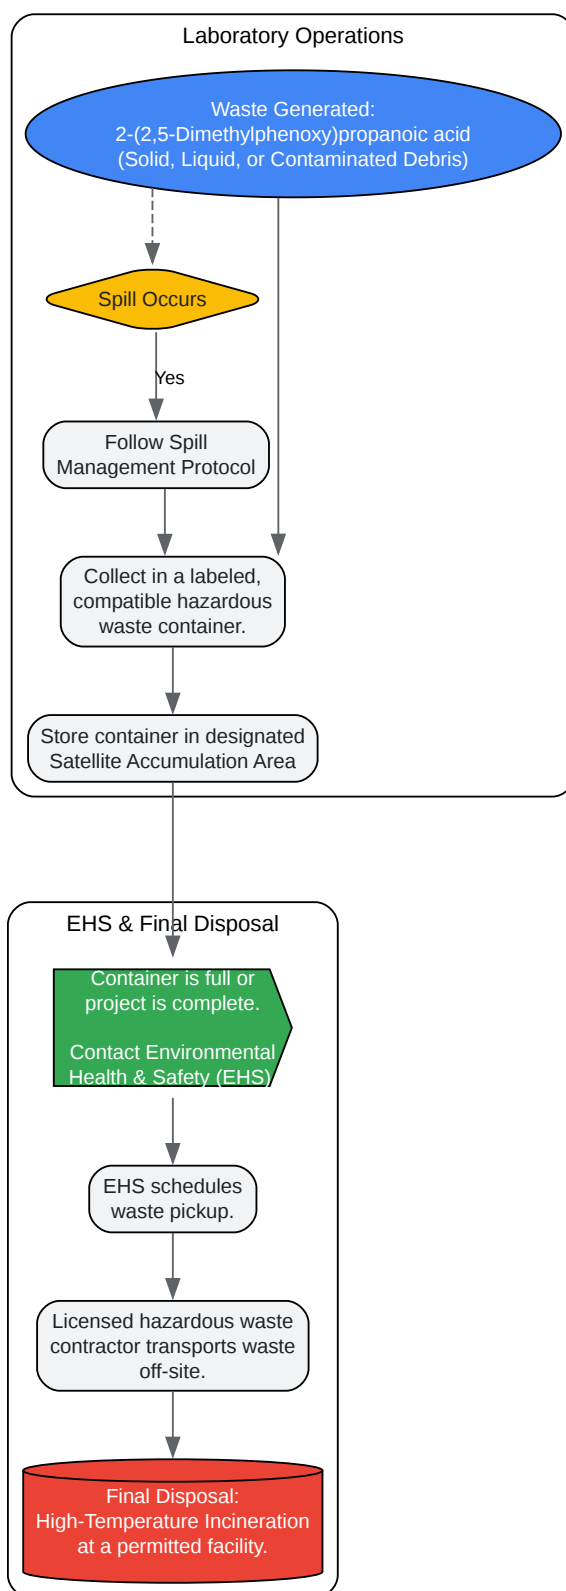 Laboratory Operations
Waste Generated:
2-(2,5-Dimethylphenoxy)propanoic acid
(Solid, Liquid, or Contaminated Debris)
Spill Occurs
Yes
Follow Spill
Management Protocol
Collect in a labeled,
compatible hazardous
waste container.
Store container in designated
Satellite Accumulation Area
EHS & Final Disposal
Container is full or
project is complete.
Contact Environmental
Health & Safety (EHS)
EHS schedules
waste pickup.
Licensed hazardous waste
contractor transports waste
off-site.
Final Disposal:
High-Temperature Incineration
at a permitted facility.